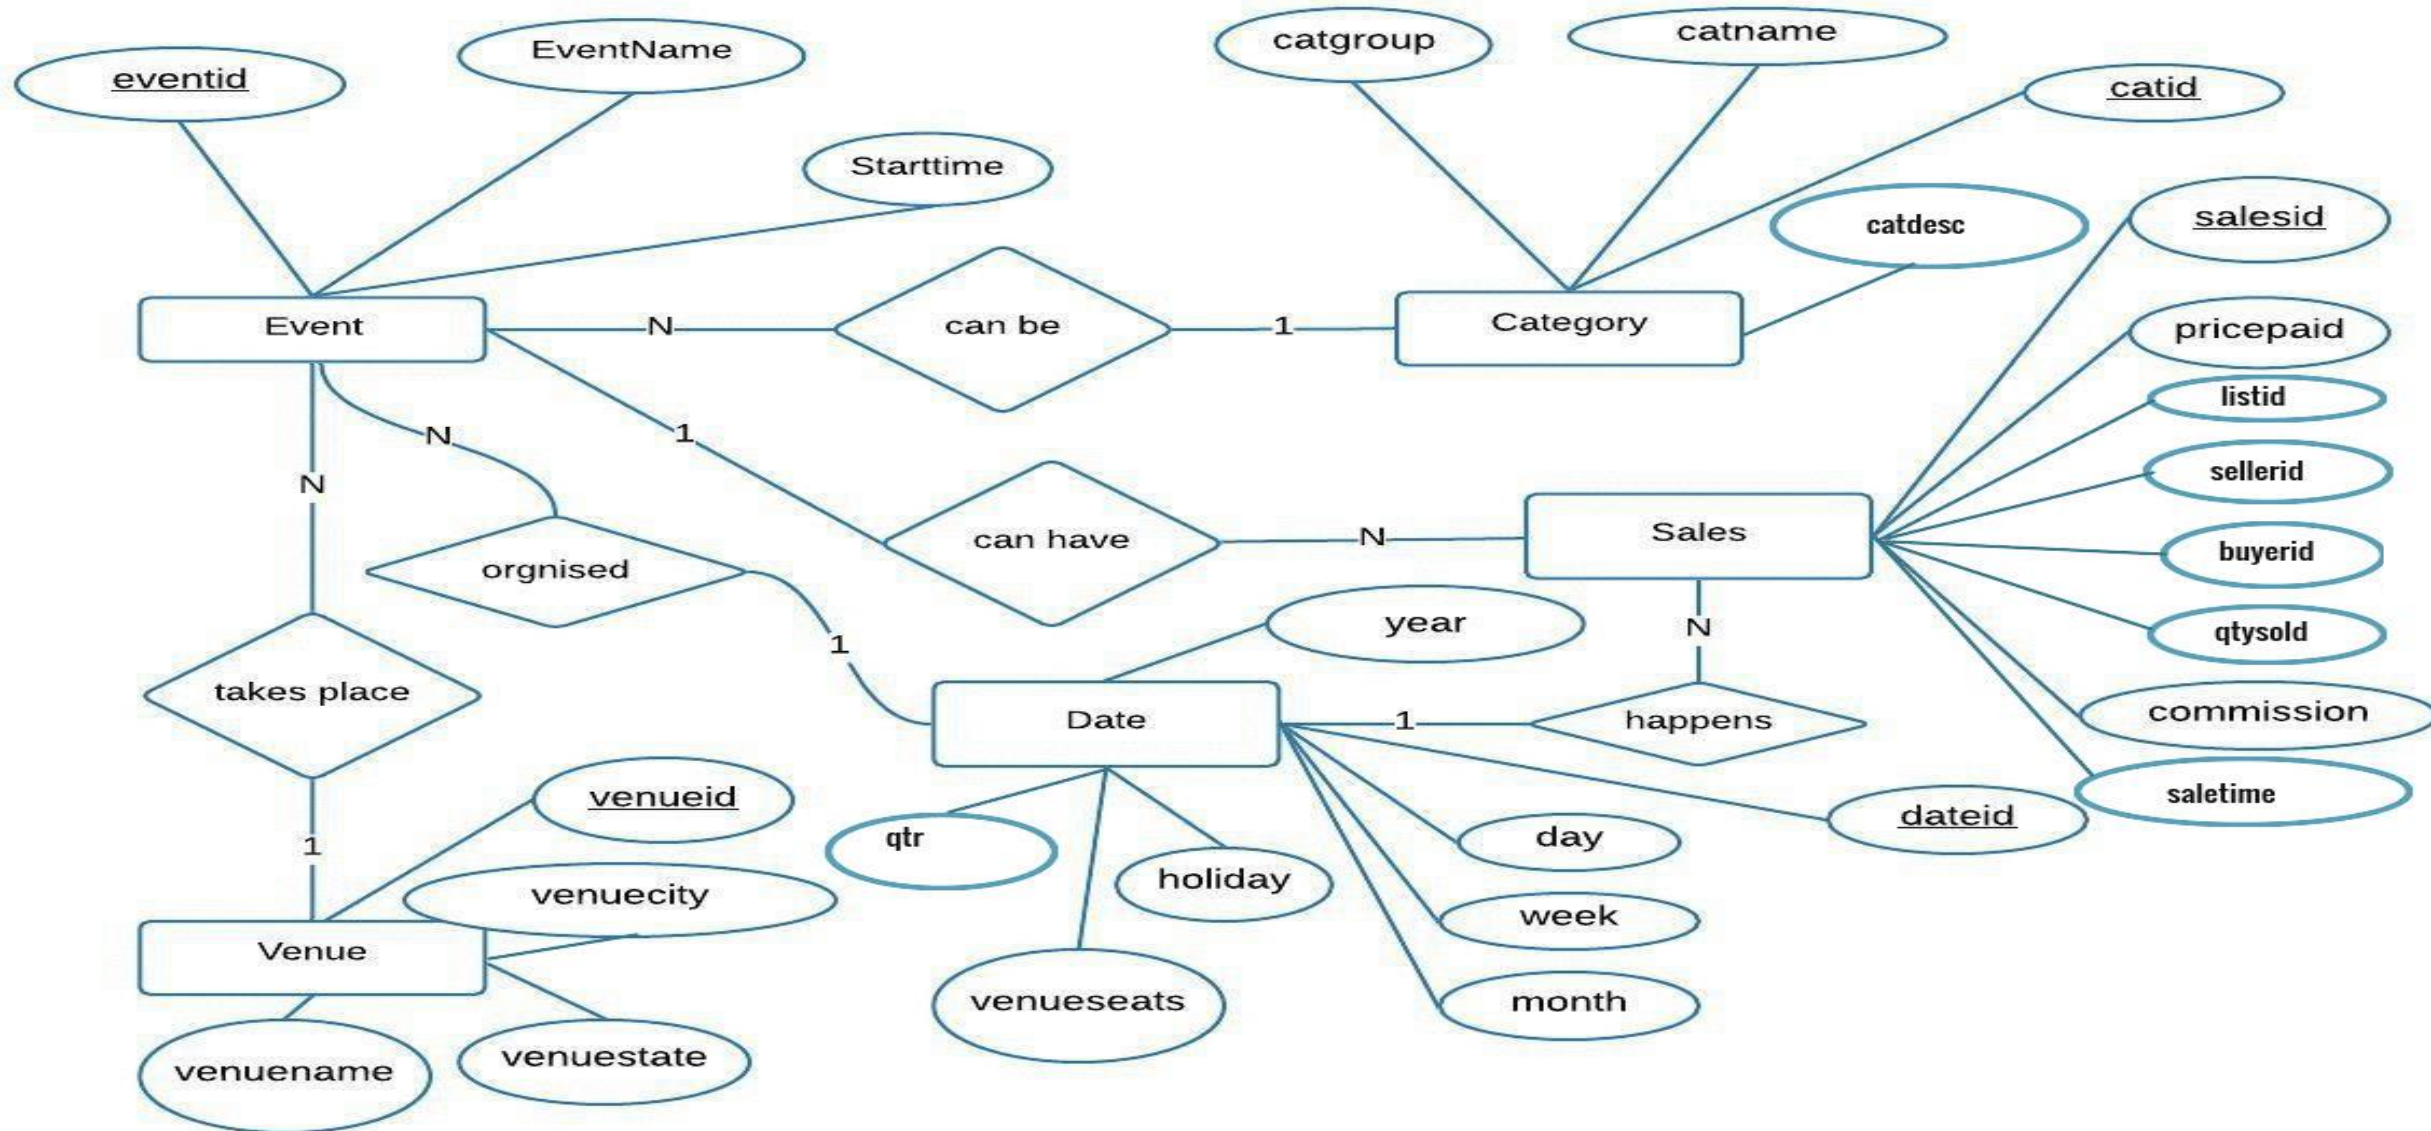 eventid
EventName
Starttime
catgroup
catname
catid
catdesc
salesid
pricepaid
listid
sellerid
buyerid
qtysold
commission
saletime
Event
N
can be
1
Category
N
N
1
can have
N
Sales
orgnised
1
year
N
takes place
Date
1
happens
1
venueid
venuecity
Venue
venuename
venuestate
qtr
holiday
venueseats
day
week
month
dateid